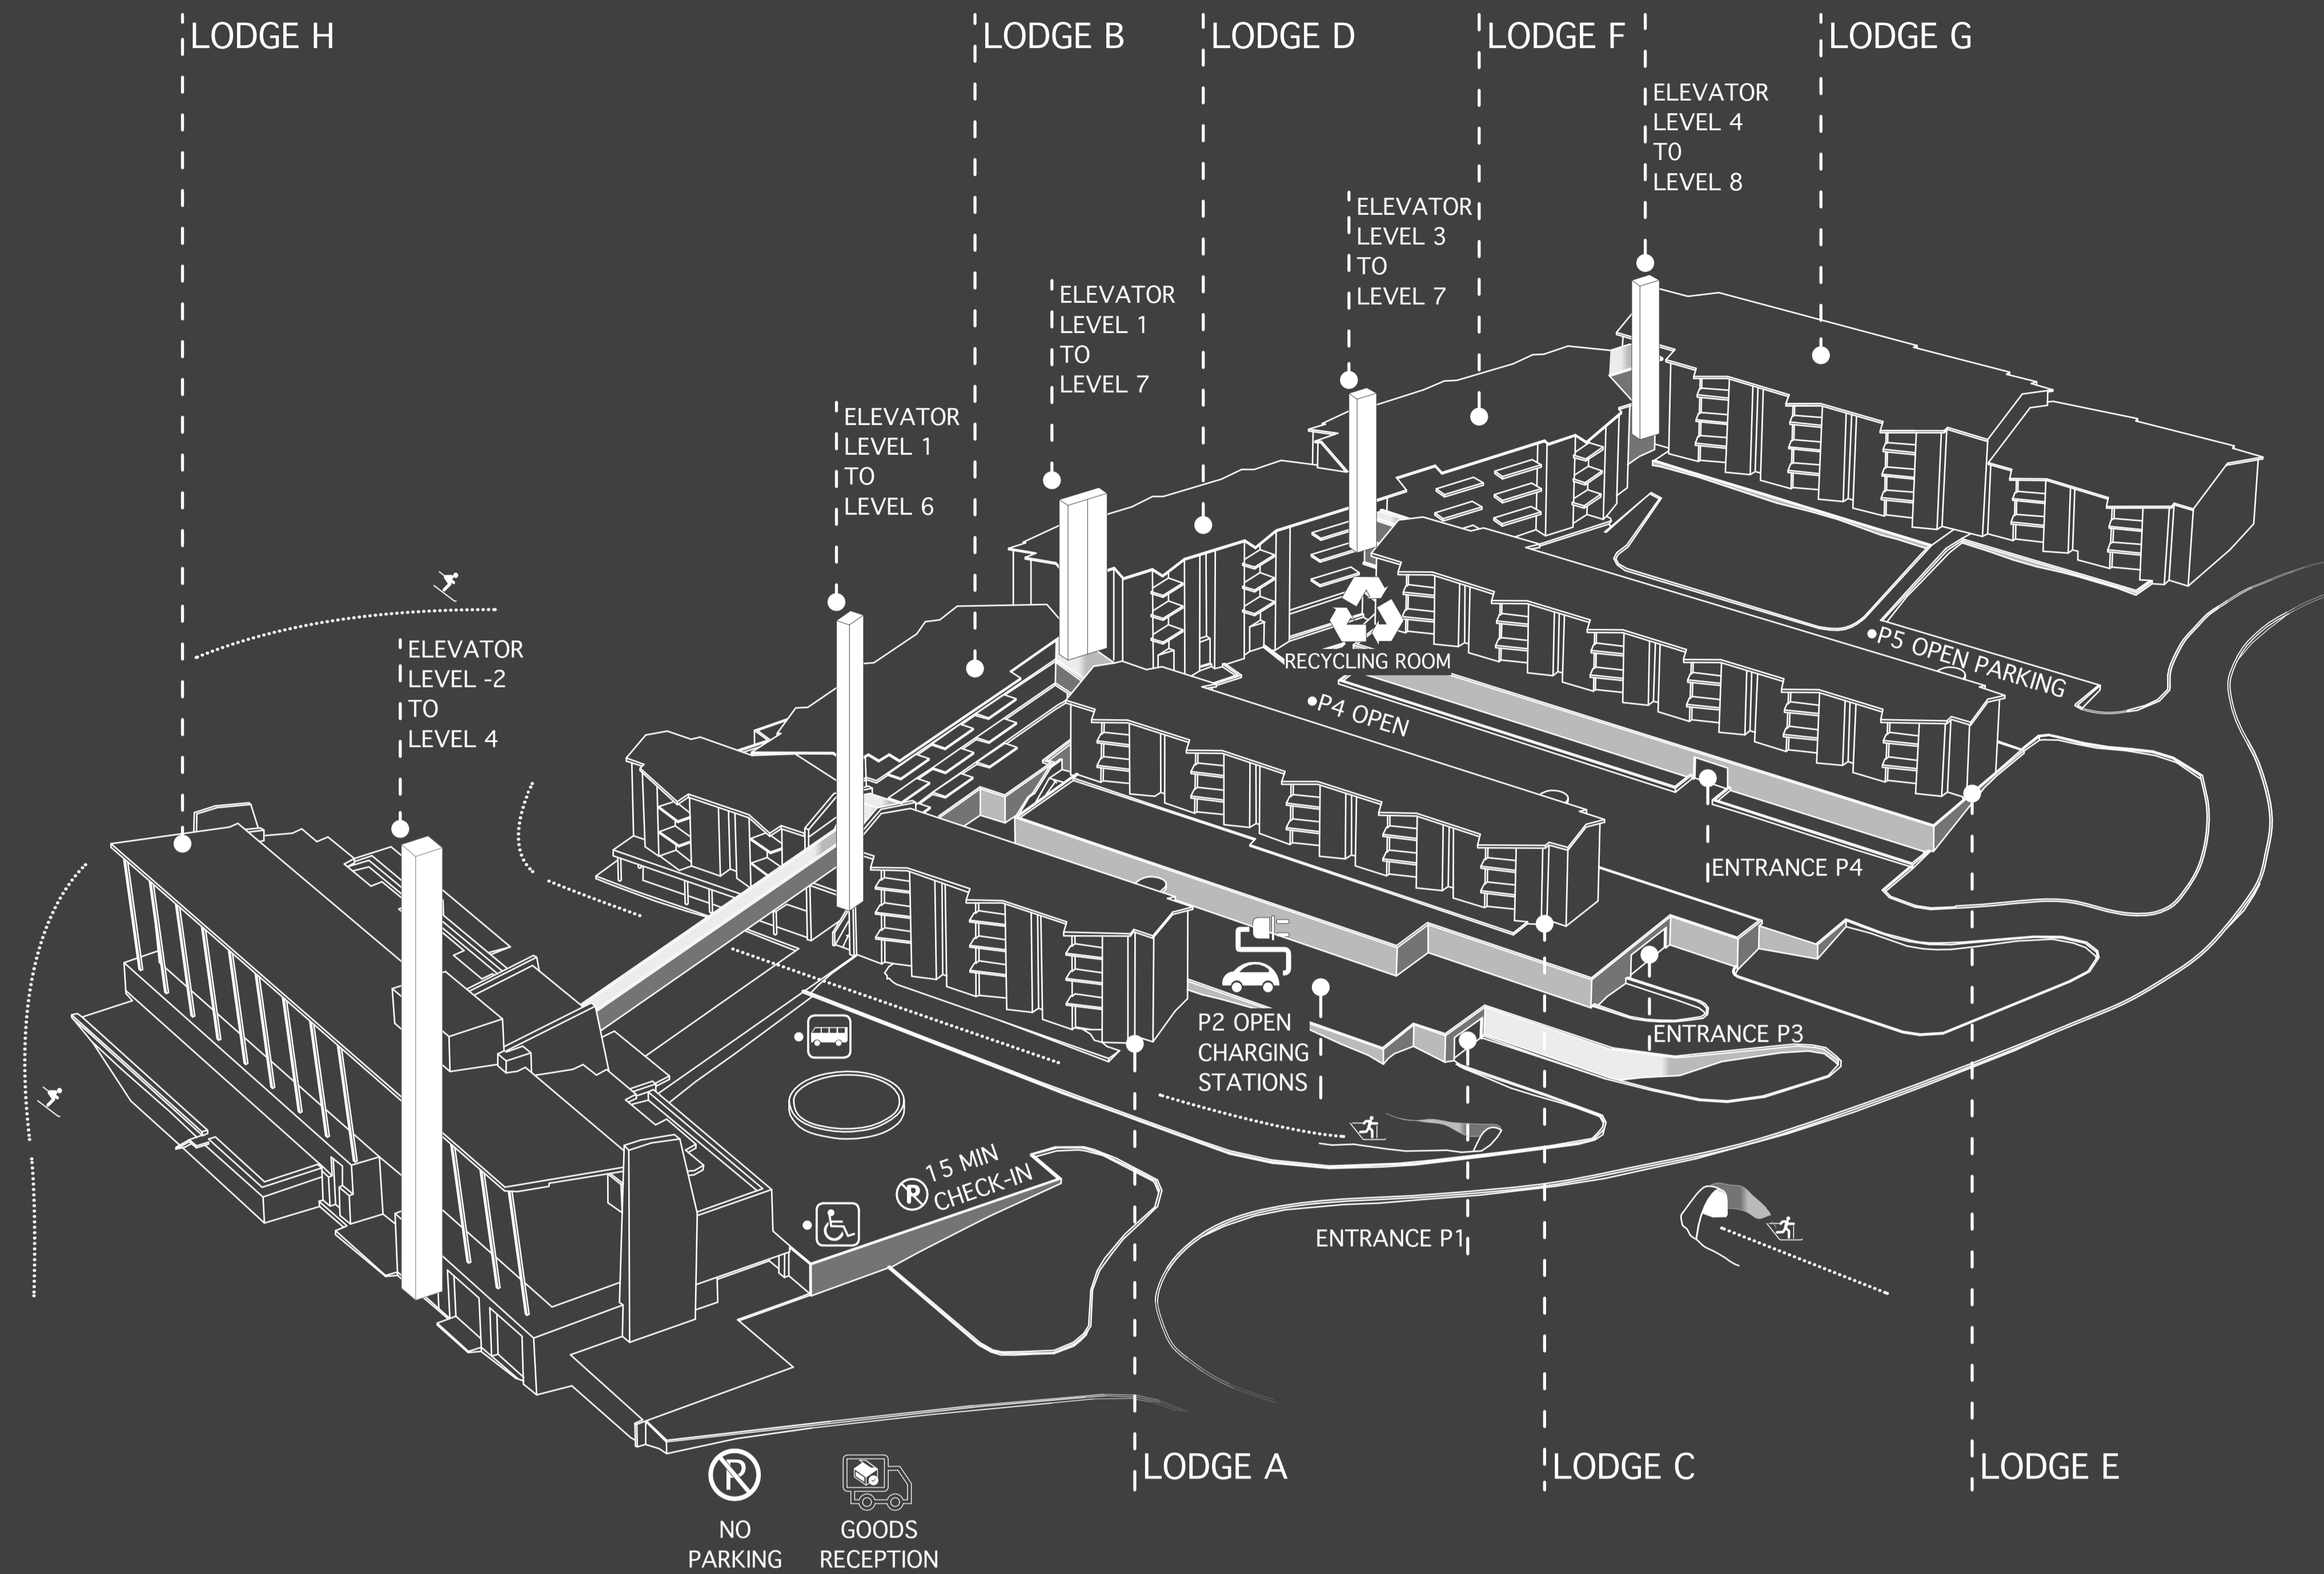 LODGE H
LODGE B
LODGE D
LODGE F
LODGE G
ELEVATOR
LEVEL 4
TO
LEVEL 8
ELEVATOR
LEVEL 3
TO
LEVEL 7
ELEVATOR
LEVEL 1
TO
LEVEL 7
ELEVATOR
LEVEL 1
TO
LEVEL 6
ELEVATOR
LEVEL -2
TO
LEVEL 4
RECYCLING ROOM
P5 OPEN PARKING
P4 OPEN
ENTRANCE P4
P2 OPEN
CHARGING
STATIONS
ENTRANCE P3
15 MIN
CHECK-IN
P
ENTRANCE P1
LODGE A
LODGE C
LODGE E
P
NO
PARKING
GOODS
RECEPTION